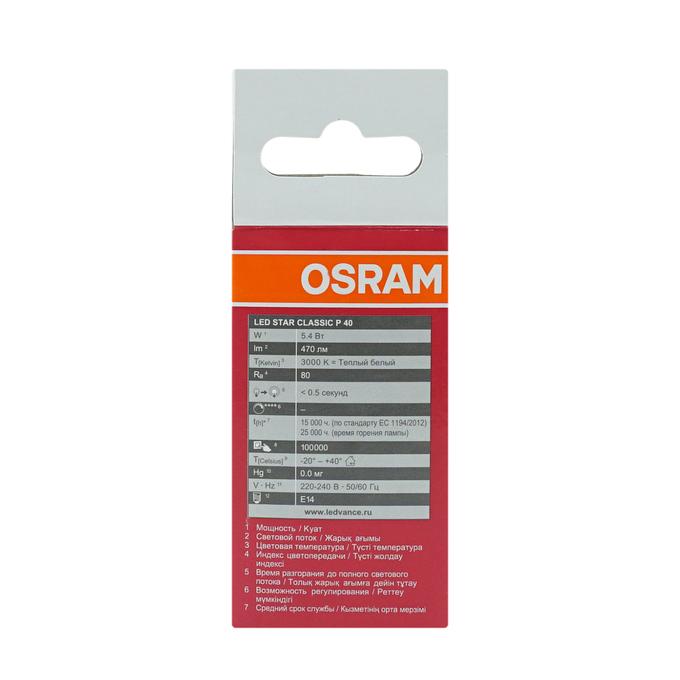 OSRAM
LED STAR CLASSIC P 40
W ¹ 5.4 Вт
lm ² 470 лм
T[Kelvin] ³ 3000 K = Теплый белый
Ra ⁴ 80
⁵ < 0.5 секунд
**** ⁶ –
t[h]* ⁷ 15 000 ч. (по стандарту ЕС 1194/2012)
25 000 ч. (время горения лампы)
⁸ 100000
T[Celsius] ⁹ -20° – +40°
Hg ¹⁰ 0.0 мг
V · Hz ¹¹ 220-240 В - 50/60 Гц
¹² E14
www.ledvance.ru
1 Мощность / Куат
2 Световой поток / Жарық ағымы
3 Цветовая температура / Түсті температура
4 Индекс цветопередачи / Түсті жолдау
индексі
5 Время разгорания до полного светового
потока / Толық жарық ағымға дейін тұтау
6 Возможность регулирования / Реттеу
мүмкіндігі
7 Средний срок службы / Кызметінің орта мерзімі